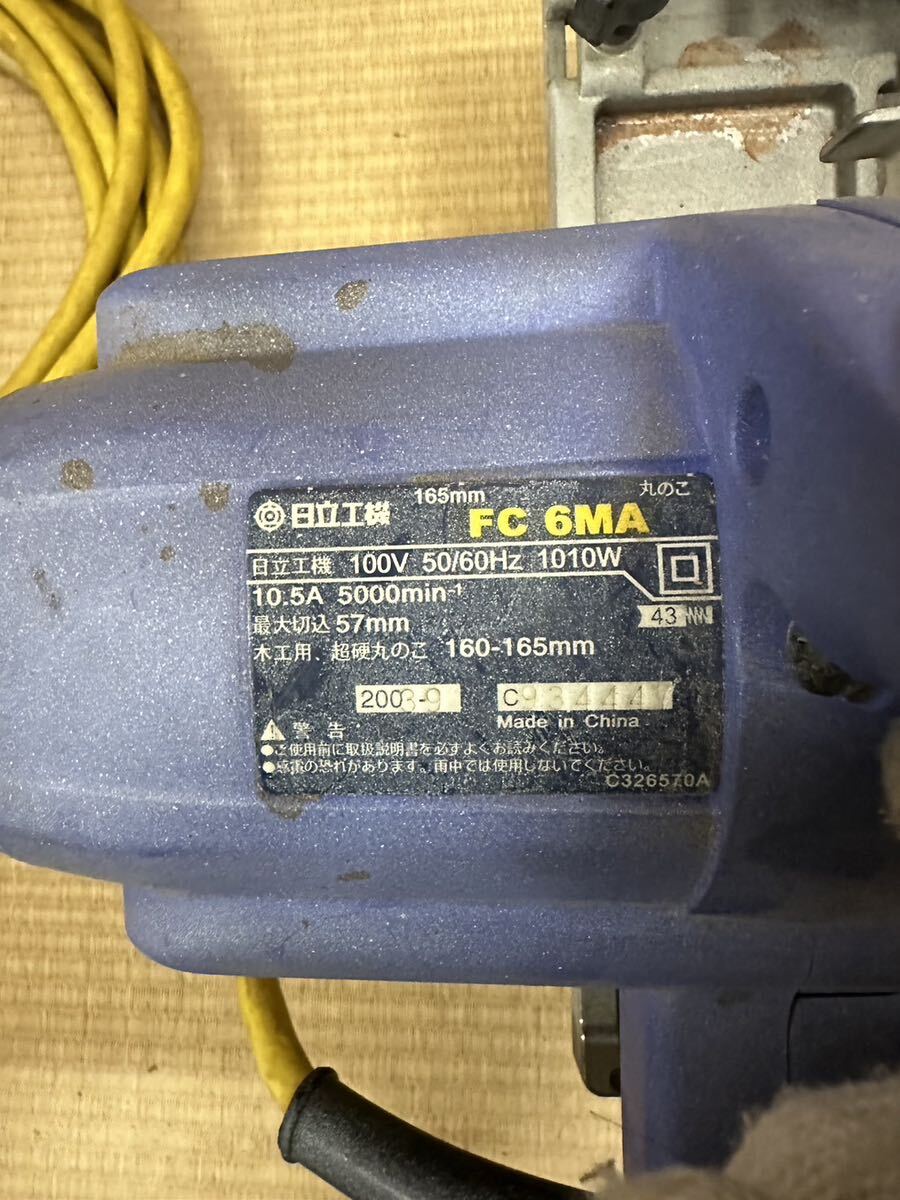 165mm 丸のこ
日立工機 FC 6MA
日立工機 100V 50/60Hz 1010W
10.5A 5000min⁻¹
43
最大切込 57mm
木工用、超硬丸のこ 160-165mm
2003-9 C934444
Made in China
警告
●ご使用前に取扱説明書を必ずよくお読みください。
●感電の恐れがあります。雨中では使用しないでください。
C326570A